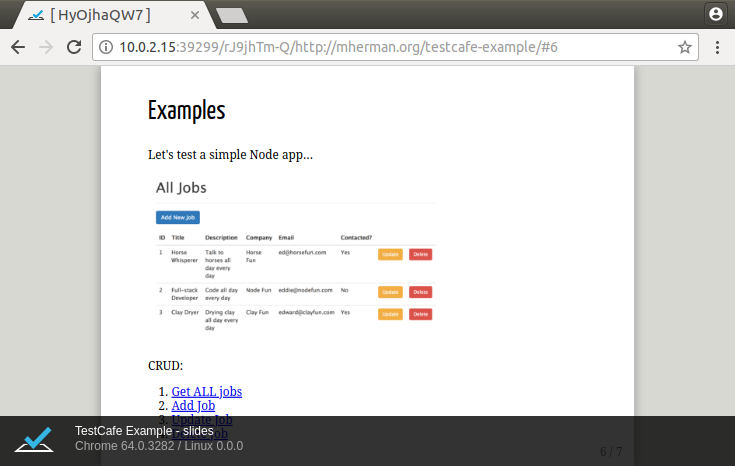 [ HyOjhaQW7 ]
10.0.2.15:39299/rJ9jhTm-Q/http://mherman.org/testcafe-example/#6
Examples
Let's test a simple Node app...
All Jobs
Add New Job
ID Title Description Company Email Contacted?
1 Horse Whisperer Talk to horses all day every day Horse Fun ed@horsefun.com Yes Update Delete
2 Full-stack Developer Code all day every day Node Fun eddie@nodefun.com No Update Delete
3 Clay Dryer Drying clay all day every day Clay Fun edward@clayfun.com Yes Update Delete
CRUD:
1. Get ALL jobs
2. Add Job
3. Update Job
4. Delete Job
TestCafe Example - slides
Chrome 64.0.3282 / Linux 0.0.0
6 / 7